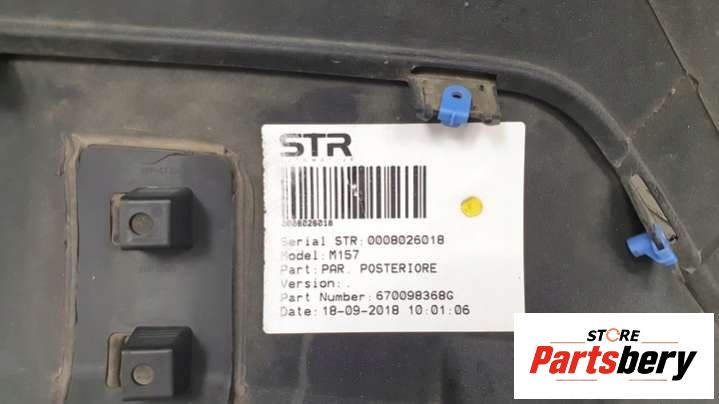 STR
0008026018
Serial STR:0008026018
Model:M157
Part:PAR. POSTERIORE
Version:.
Part Number:670098368G
Date:18-09-2018 10:01:06
STORE
Partsbery